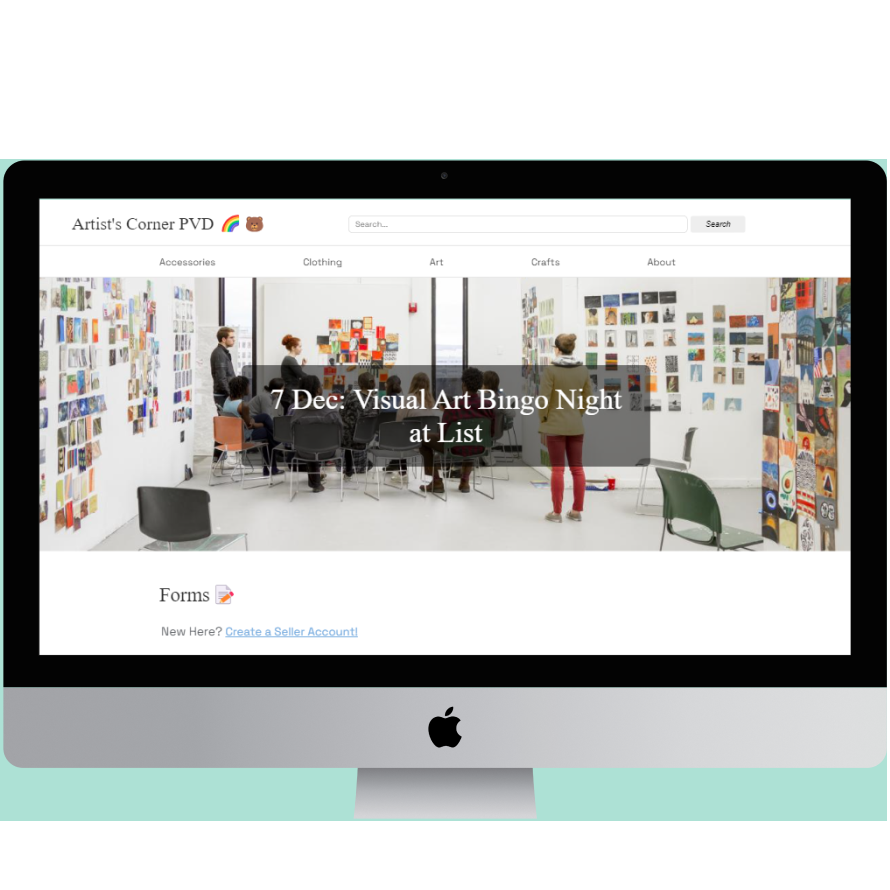 Artist's Corner PVD 🌈 🐻
Search...
Search
Accessories Clothing Art Crafts About
7 Dec: Visual Art Bingo Night
at List
Forms 📝
New Here? Create a Seller Account!